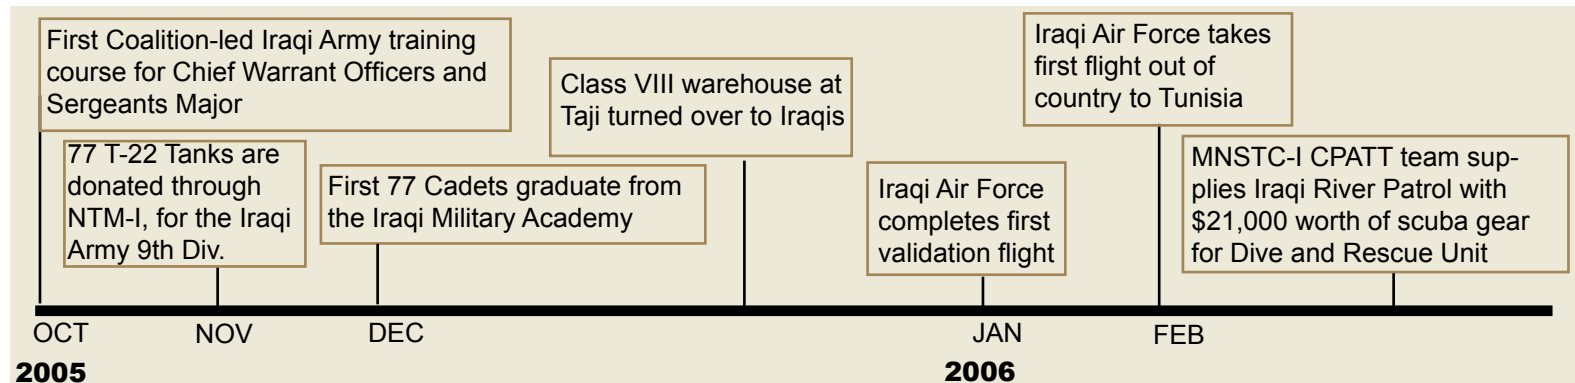 First Coalition-led Iraqi Army training
course for Chief Warrant Officers and
Sergeants Major
77 T-22 Tanks are
donated through
NTM-I, for the Iraqi
Army 9th Div.
First 77 Cadets graduate from
the Iraqi Military Academy
Class VIII warehouse at
Taji turned over to Iraqis
Iraqi Air Force
completes first
validation flight
Iraqi Air Force takes
first flight out of
country to Tunisia
MNSTC-I CPATT team sup-
plies Iraqi River Patrol with
$21,000 worth of scuba gear
for Dive and Rescue Unit
OCT
NOV
DEC
JAN
FEB
2005
2006